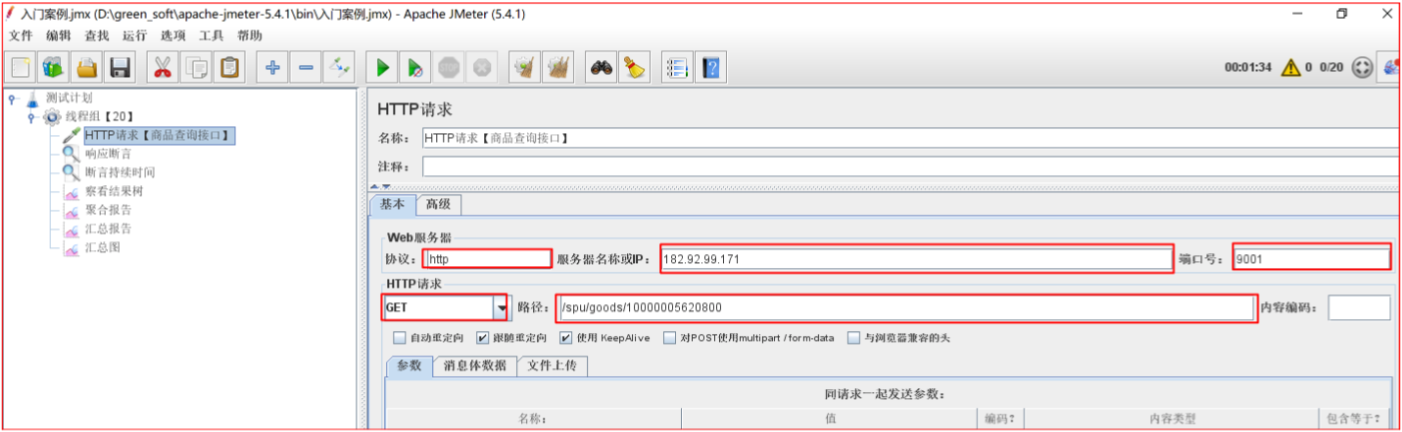 入门案例.jmx (D:\green_soft\apache-jmeter-5.4.1\bin\入门案例.jmx) - Apache JMeter (5.4.1)
文件 编辑 查找 运行 选项 工具 帮助
00:01:34 0 0/20
测试计划
线程组【20】
HTTP请求【商品查询接口】
响应断言
断言持续时间
察看结果树
聚合报告
汇总报告
汇总图
HTTP请求
名称: HTTP请求【商品查询接口】
注释:
基本 高级
Web服务器
协议: http 服务器名称或IP: 182.92.99.171 端口号: 9001
HTTP请求
GET 路径: /spu/goods/10000005620800 内容编码:
自动重定向 跟随重定向 使用 KeepAlive 对POST使用multipart / form-data 与浏览器兼容的头
参数 消息体数据 文件上传
同请求一起发送参数:
名称: 值 编码? 内容类型 包含等于?